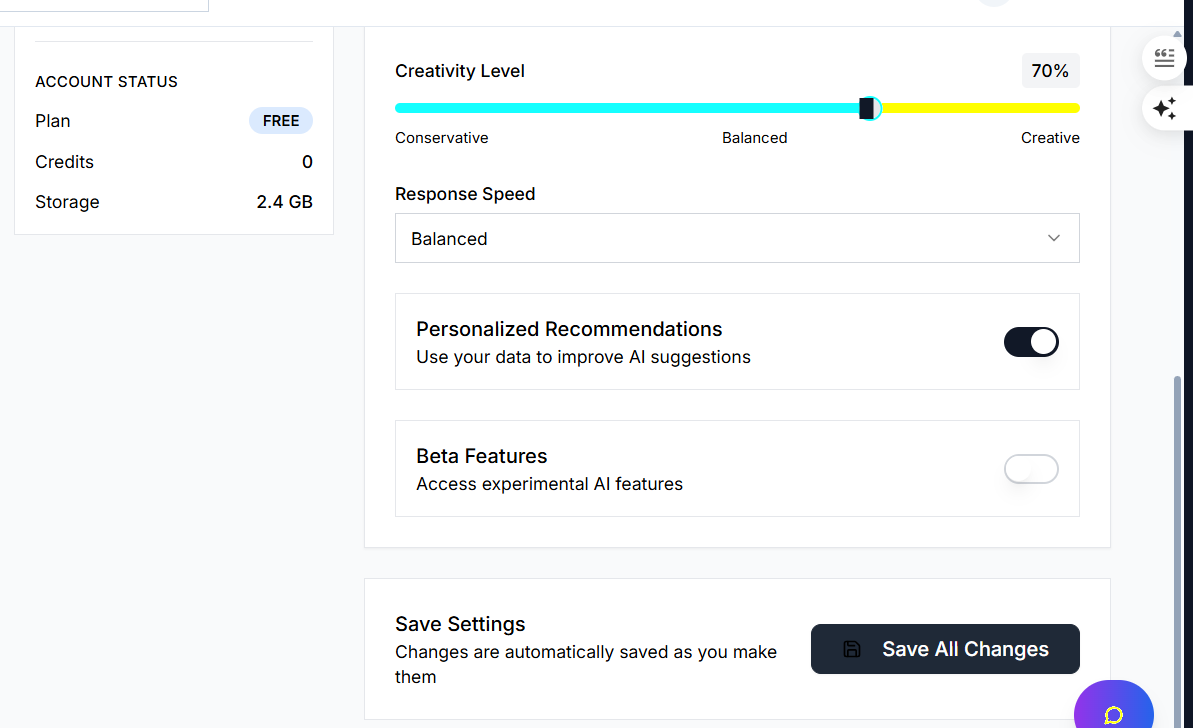 ACCOUNT STATUS
Plan FREE
Credits 0
Storage 2.4 GB
Creativity Level 70%
Conservative Balanced Creative
Response Speed
Balanced
Personalized Recommendations
Use your data to improve AI suggestions
Beta Features
Access experimental AI features
Save Settings
Changes are automatically saved as you make
them
Save All Changes